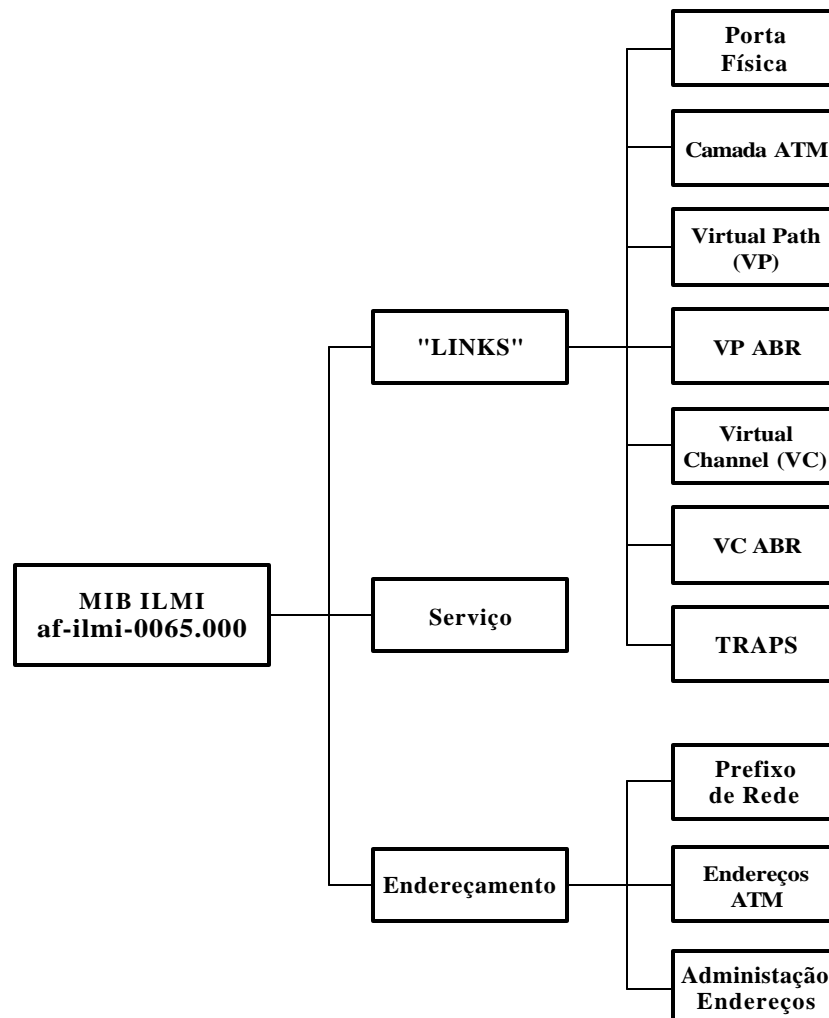 Porta
Física
Camada ATM
Virtual Path
(VP)
"LINKS"
VP ABR
Virtual
Channel (VC)
VC ABR
MIB ILMI
af-ilmi-0065.000
Serviço
TRAPS
Prefixo
de Rede
Endereçamento
Endereços
ATM
Administação
Endereços